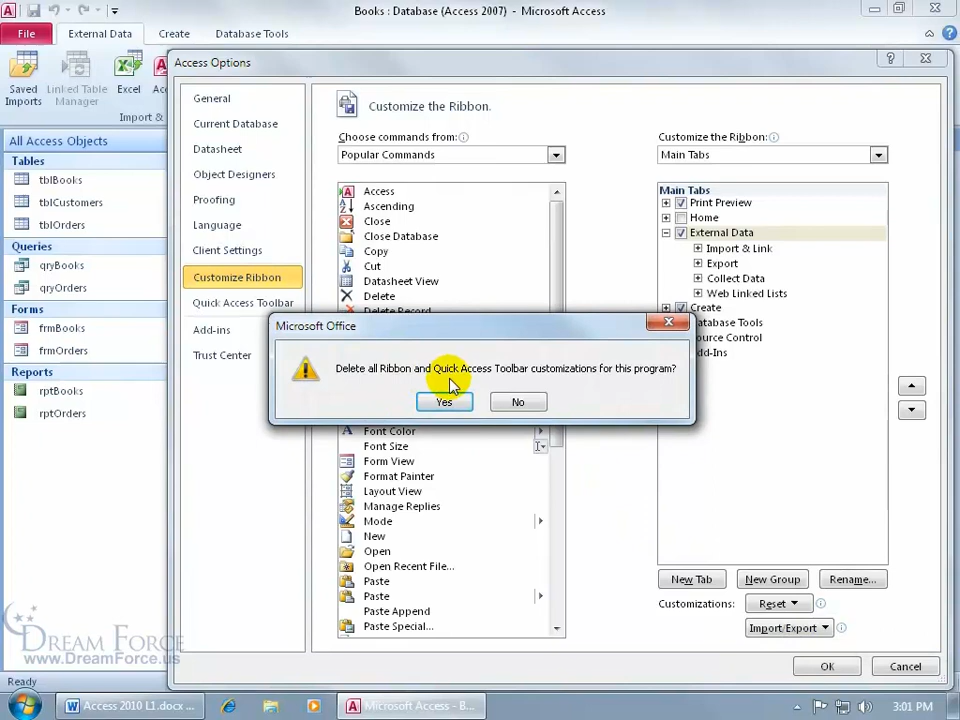 Books : Database (Access 2007) - Microsoft Access
File
External Data
Create
Database Tools
Saved Imports
Linked Table Manager
Excel
Import &
All Access Objects
Tables
tblBooks
tblCustomers
tblOrders
Queries
qryBooks
qryOrders
Forms
frmBooks
frmOrders
Reports
rptBooks
rptOrders
Access Options
General
Current Database
Datasheet
Object Designers
Proofing
Language
Client Settings
Customize Ribbon
Quick Access Toolbar
Add-ins
Trust Center
Customize the Ribbon.
Choose commands from:
Popular Commands
Access
Ascending
Close
Close Database
Copy
Cut
Datasheet View
Delete
Delete Record
Microsoft Office
Delete all Ribbon and Quick Access Toolbar customizations for this program?
Yes
No
Font Color
Font Size
Form View
Format Painter
Layout View
Manage Replies
Mode
New
Open
Open Recent File...
Paste
Paste
Paste Append
Paste Special...
Customize the Ribbon:
Main Tabs
Main Tabs
Print Preview
Home
External Data
Import & Link
Export
Collect Data
Web Linked Lists
Create
Database Tools
Source Control
Add-Ins
New Tab
New Group
Rename...
Customizations:
Reset
Import/Export
OK
Cancel
DREAM FORCE
www.DreamForce.us
Ready
Access 2010 L1.docx ...
Microsoft Access - B...
3:01 PM